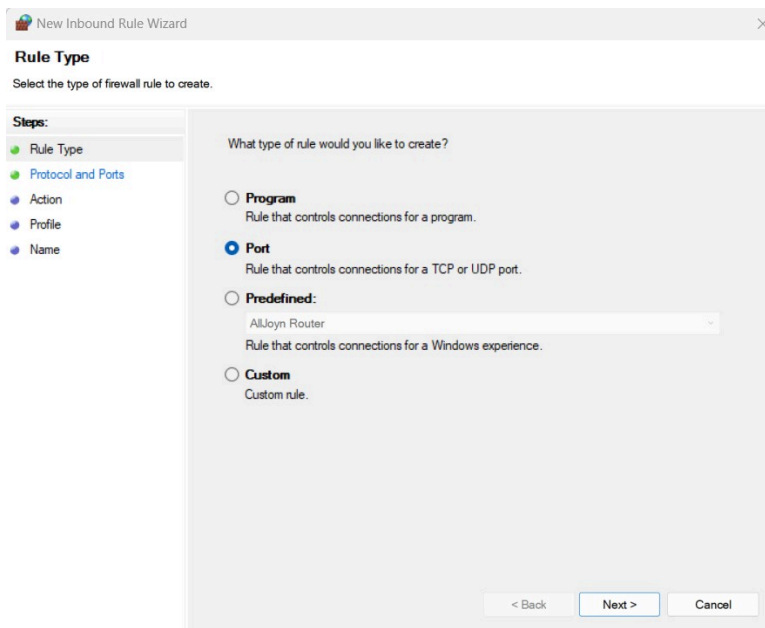 New Inbound Rule Wizard
Rule Type
Select the type of firewall rule to create.
Steps:
Rule Type
Protocol and Ports
Action
Profile
Name
What type of rule would you like to create?
Program
Rule that controls connections for a program.
Port
Rule that controls connections for a TCP or UDP port.
Predefined:
AllJoyn Router
Rule that controls connections for a Windows experience.
Custom
Custom rule.
< Back Next > Cancel